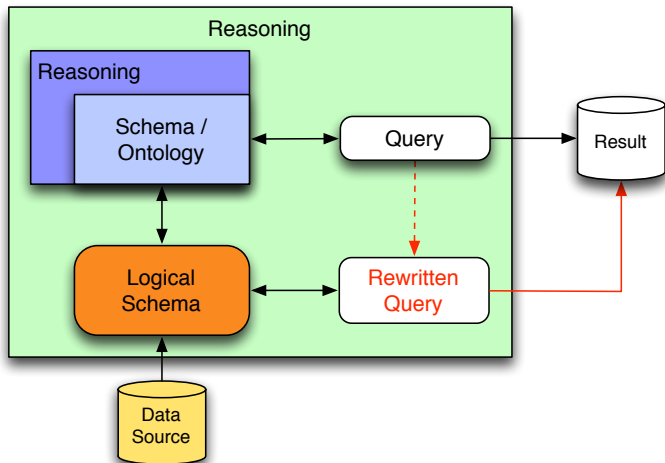 Reasoning
Reasoning
Schema /
Ontology
Query
Result
Logical
Schema
Rewritten
Query
Data
Source